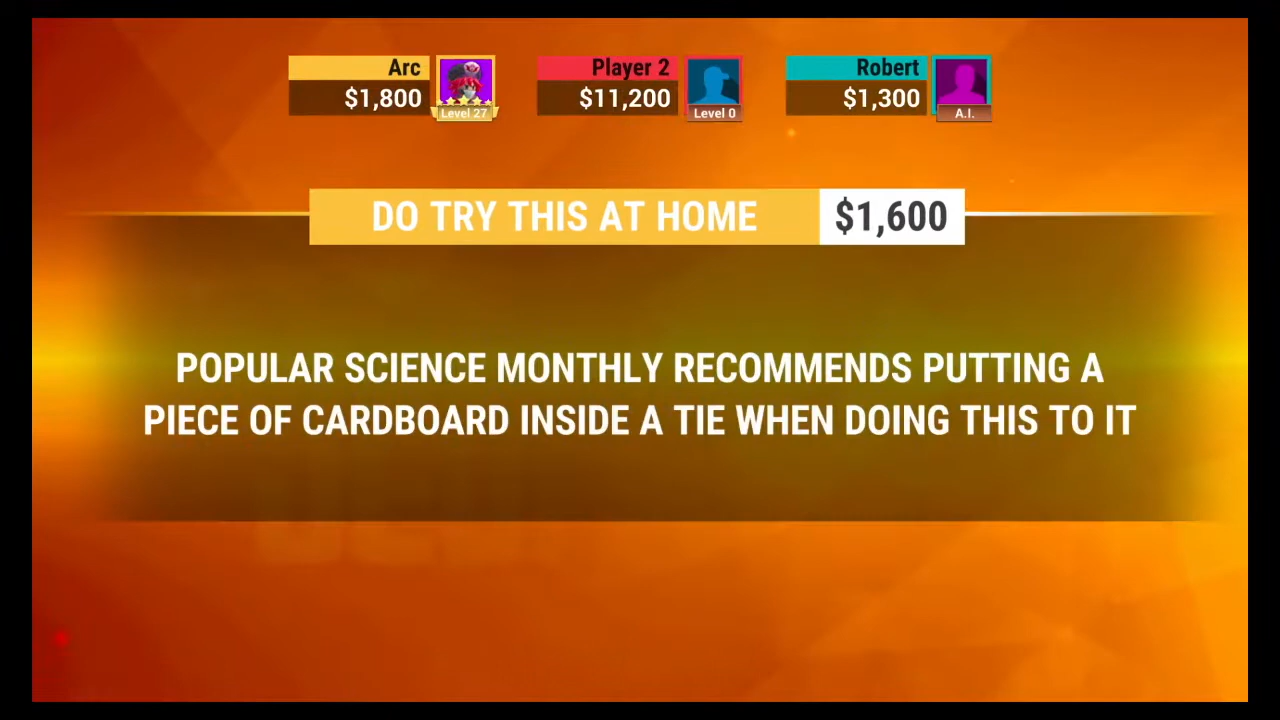 Arc
$1,800
Level 27
Player 2
$11,200
Level 0
Robert
$1,300
A.I.
DO TRY THIS AT HOME
$1,600
POPULAR SCIENCE MONTHLY RECOMMENDS PUTTING A
PIECE OF CARDBOARD INSIDE A TIE WHEN DOING THIS TO IT